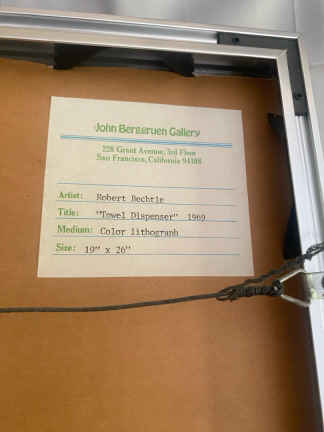 John Berggruen Gallery
228 Grant Avenue, 3rd Floor
San Francisco, California 94108
Artist: Robert Bechtle
Title: "Towel Dispenser" 1969
Medium: Color lithograph
Size: 19" x 26"